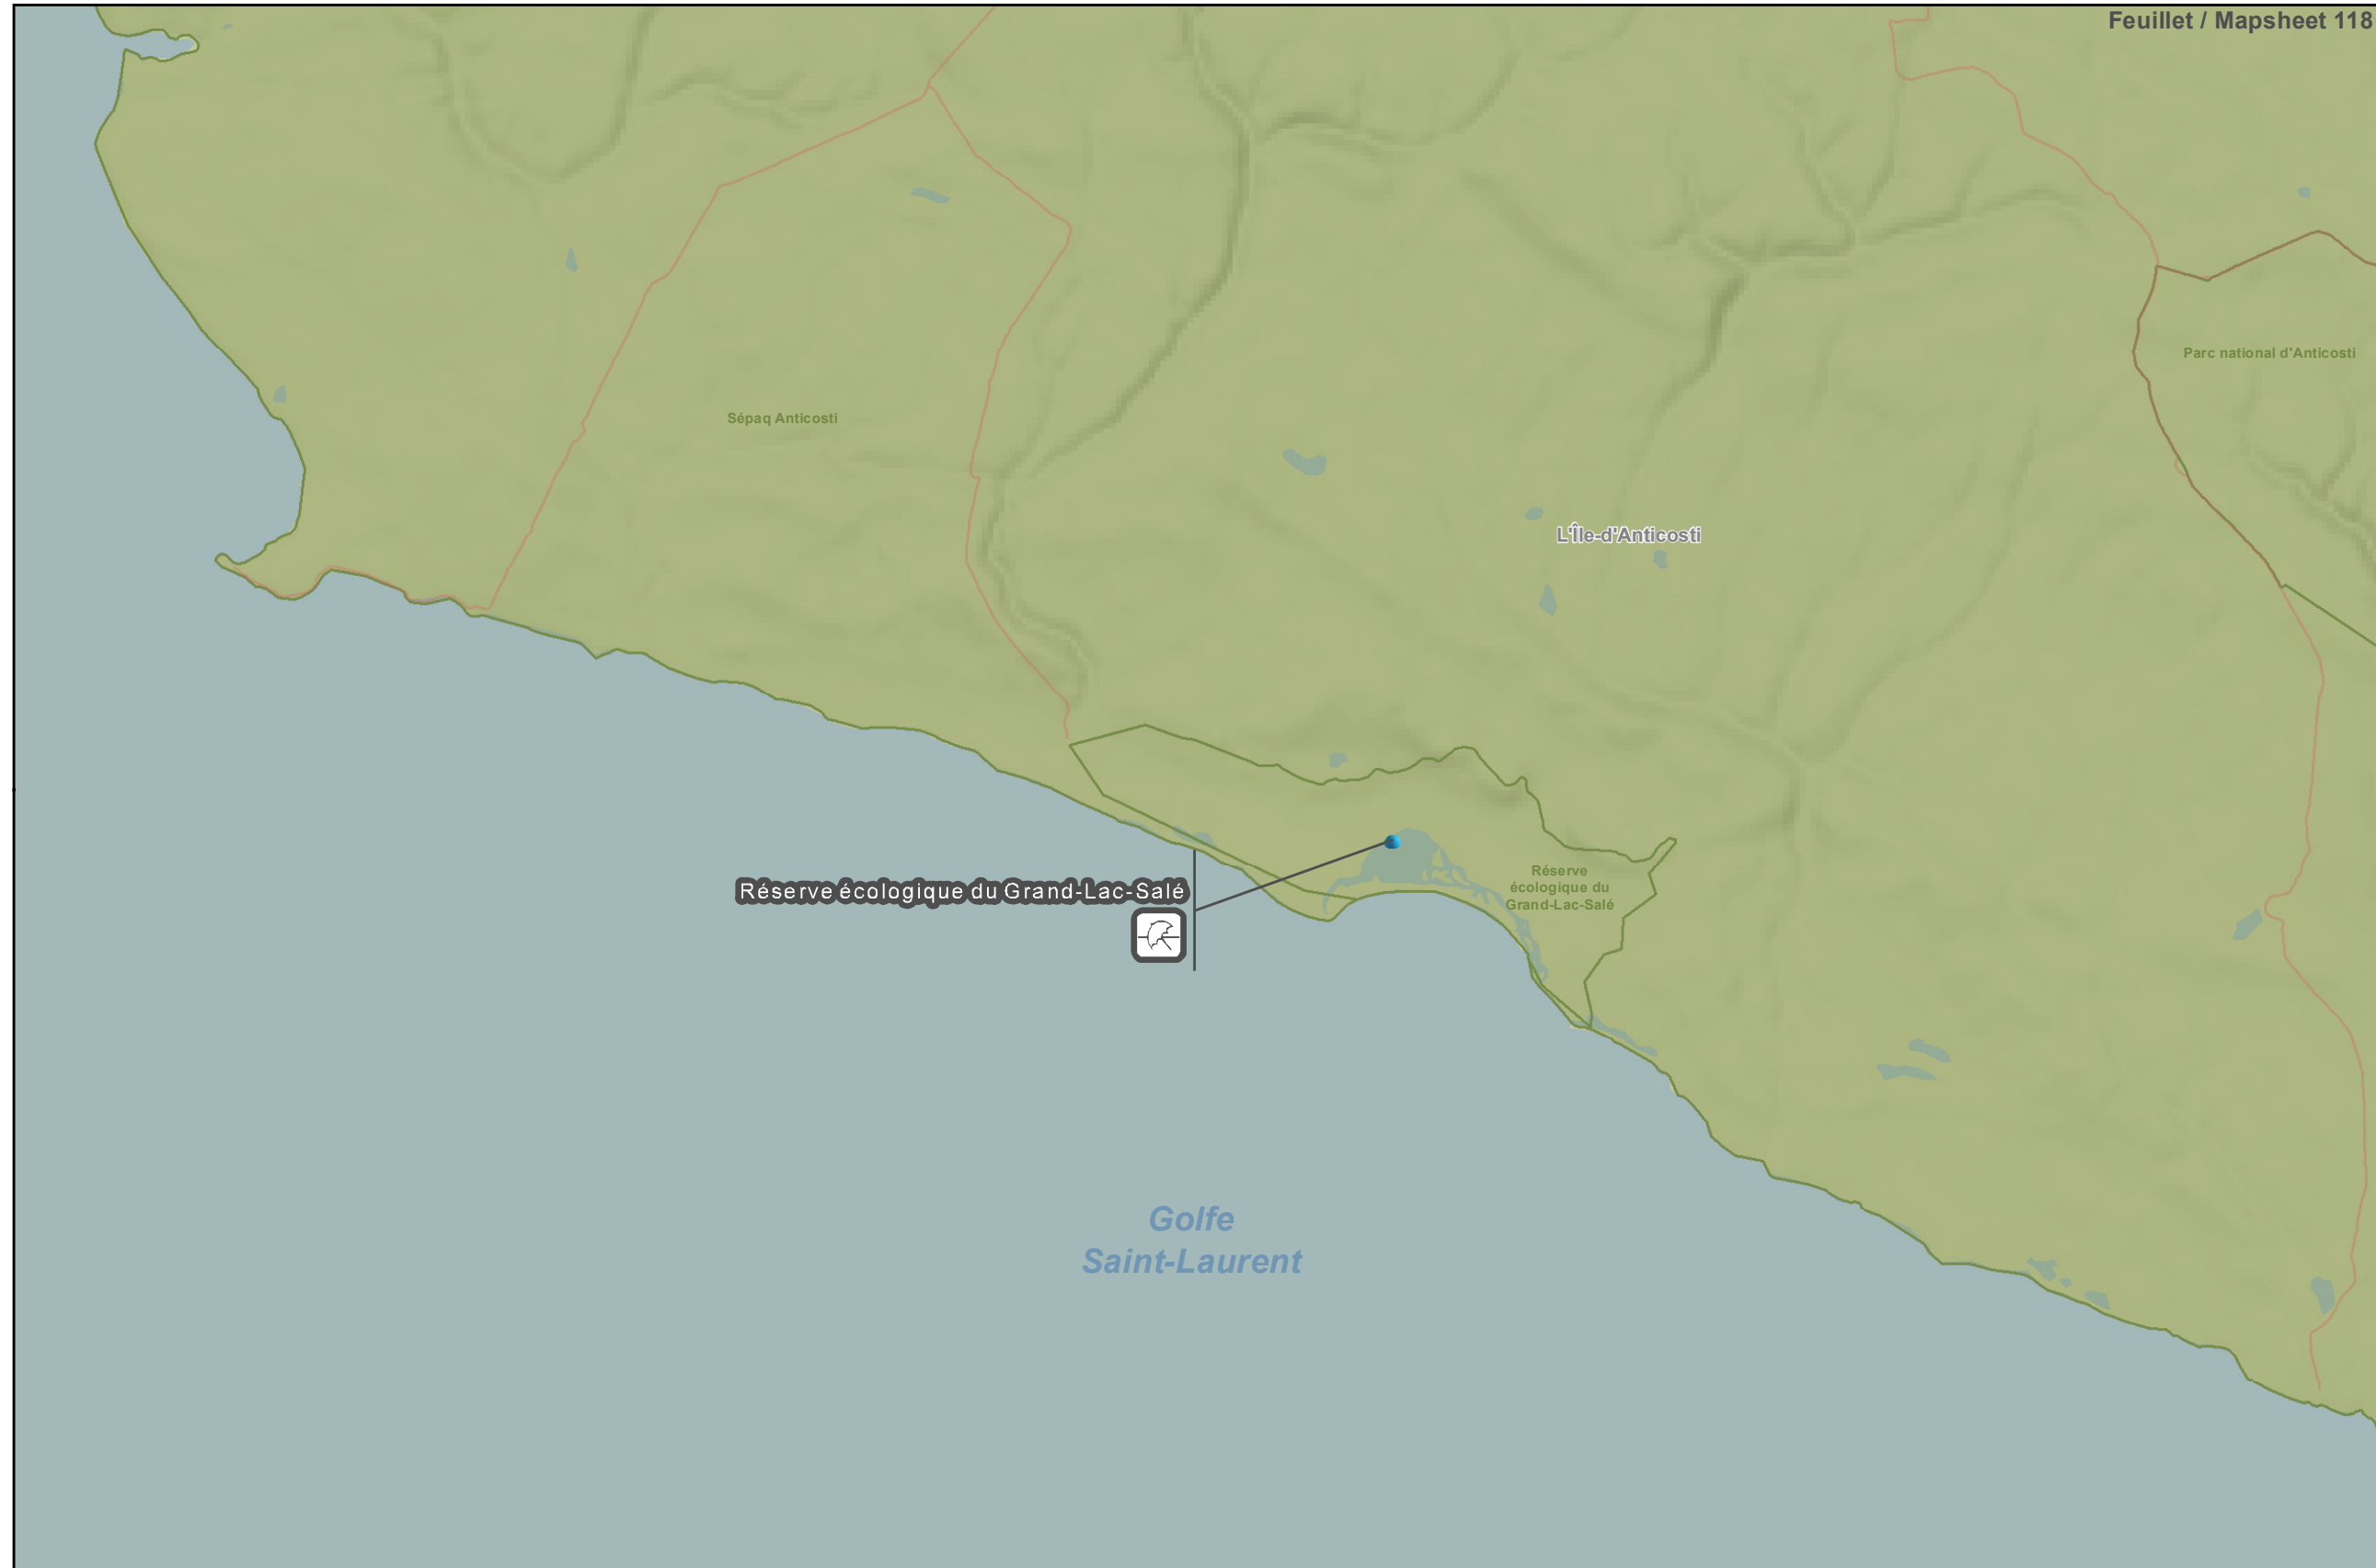 Feuillet / Mapsheet 118
Parc national d'Anticosti
Sépaq Anticosti
L'Île-d'Anticosti
Réserve
écologique du
Grand-Lac-Salé
Réserve écologique du Grand-Lac-Salé
Golfe
Saint-Laurent